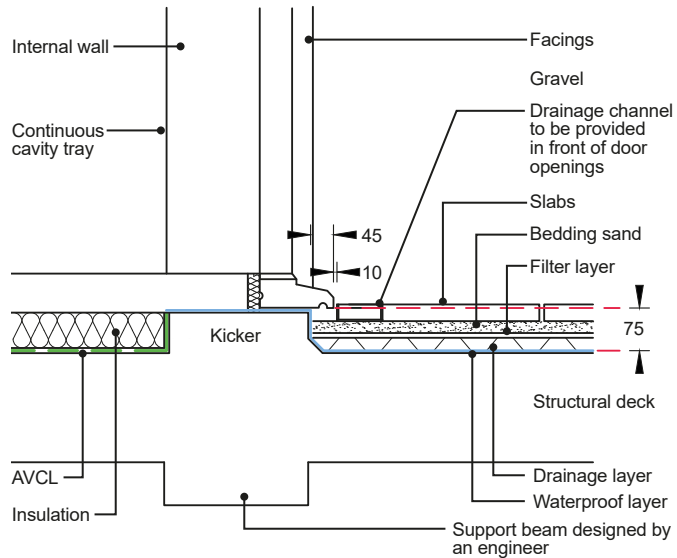 Internal wall
Continuous
cavity tray
Facings
Gravel
Drainage channel
to be provided
in front of door
openings
Slabs
45
Bedding sand
10
Filter layer
Kicker
75
Structural deck
AVCL
Insulation
Drainage layer
Waterproof layer
Support beam designed by
an engineer